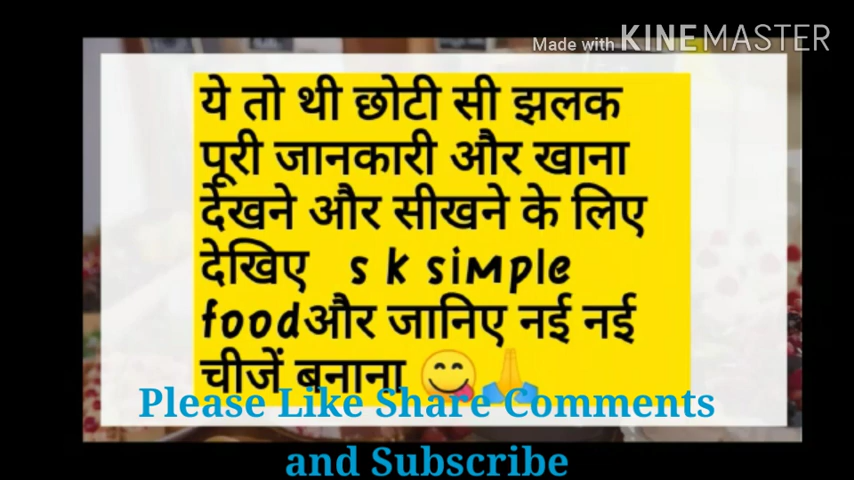 Made with KINEMASTER
ये तो थी छोटी सी झलक
पूरी जानकारी और खाना
देखने और सीखने के लिए
देखिए s k simple
foodऔर जानिए नई नई
चीजें बनाना 😋🙏
Please Like Share Comments
and Subscribe